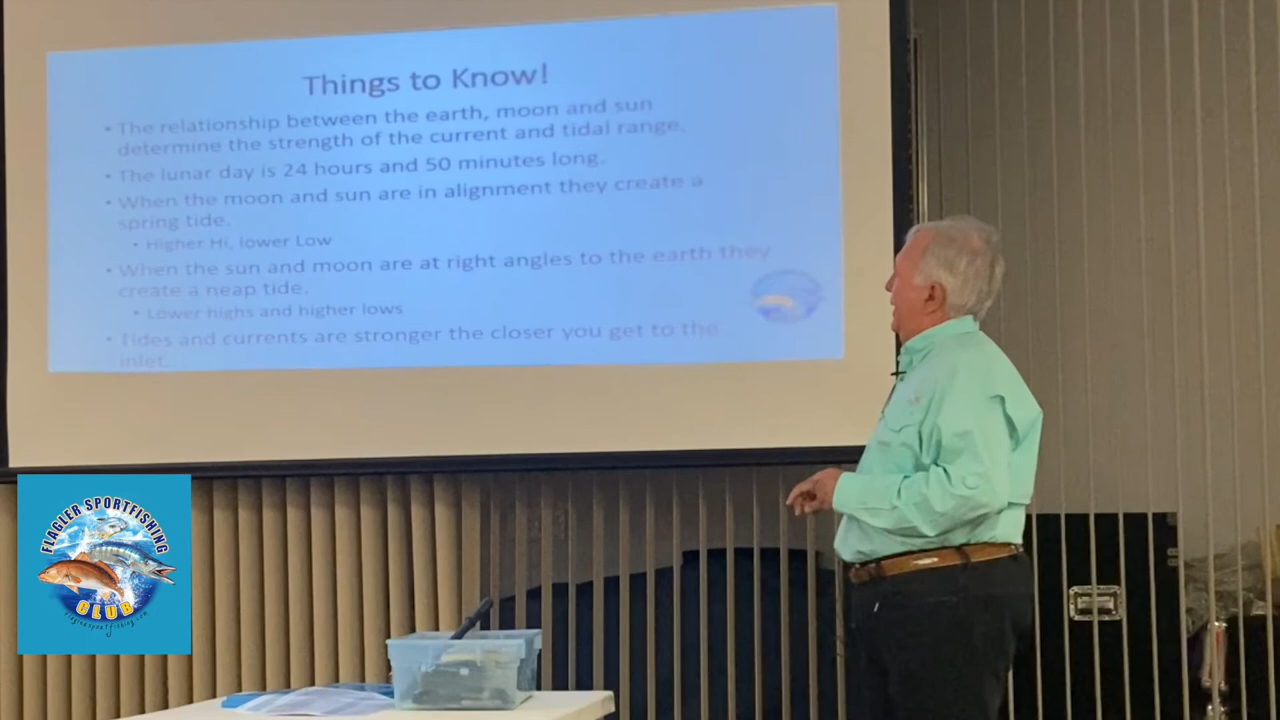 Things to Know!
• The relationship between the earth, moon and sun
determine the strength of the current and tidal range.
• The lunar day is 24 hours and 50 minutes long.
• When the moon and sun are in alignment they create a
spring tide.
• Higher Hi, lower Low
• When the sun and moon are at right angles to the earth they
create a neap tide.
• Lower highs and higher lows
• Tides and currents are stronger the closer you get to the
inlet...
FLAGLER SPORTFISHING
CLUB
flaglersportfishing.com